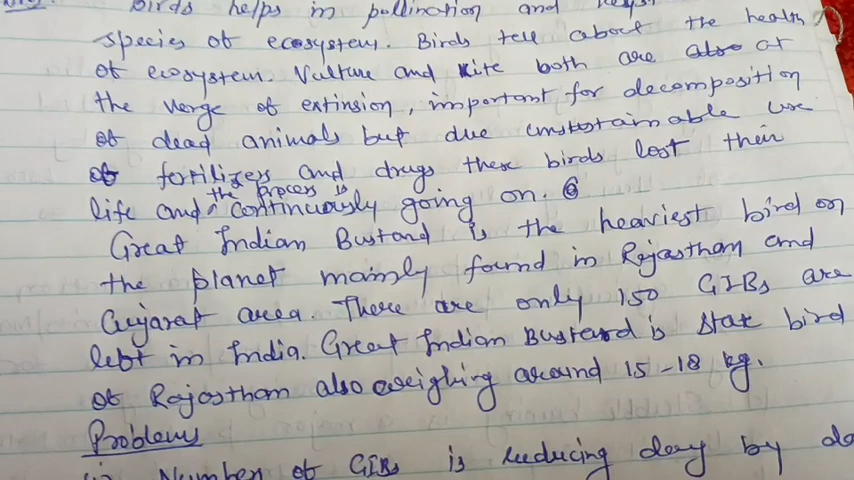 Birds helps in pollination and
species of ecosystem. Birds tell about the health
of ecosystem. Vulture and kite both are also at
the verge of extinsion, important for decomposition
of dead animals but due unsustainable use
of fertilizers and drugs these birds lost their
life and the process is continuously going on.
Great Indian Bustard is the heaviest bird on
the planet mainly found in Rajasthan and
Gujarat area. There are only 150 GIBs are
left in India. Great Indian Bustard is state bird
of Rajasthan also weighing around 15-18 kg.
Problems
Number of GIBs is reducing day by da